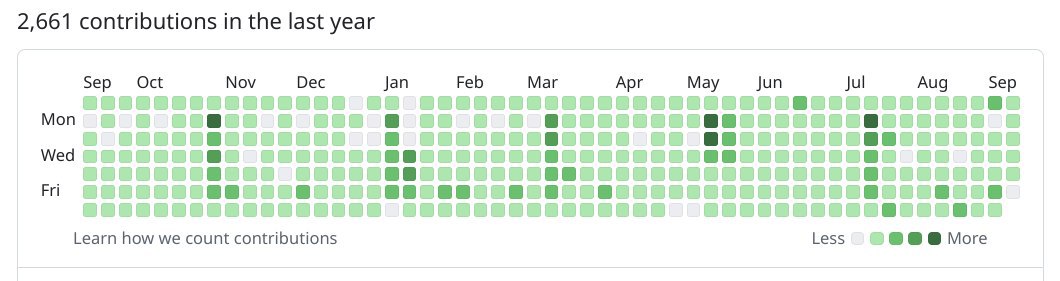 2,661 contributions in the last year
Sep Oct Nov Dec Jan Feb Mar Apr May Jun Jul Aug Sep
Mon
Wed
Fri
Learn how we count contributions Less More